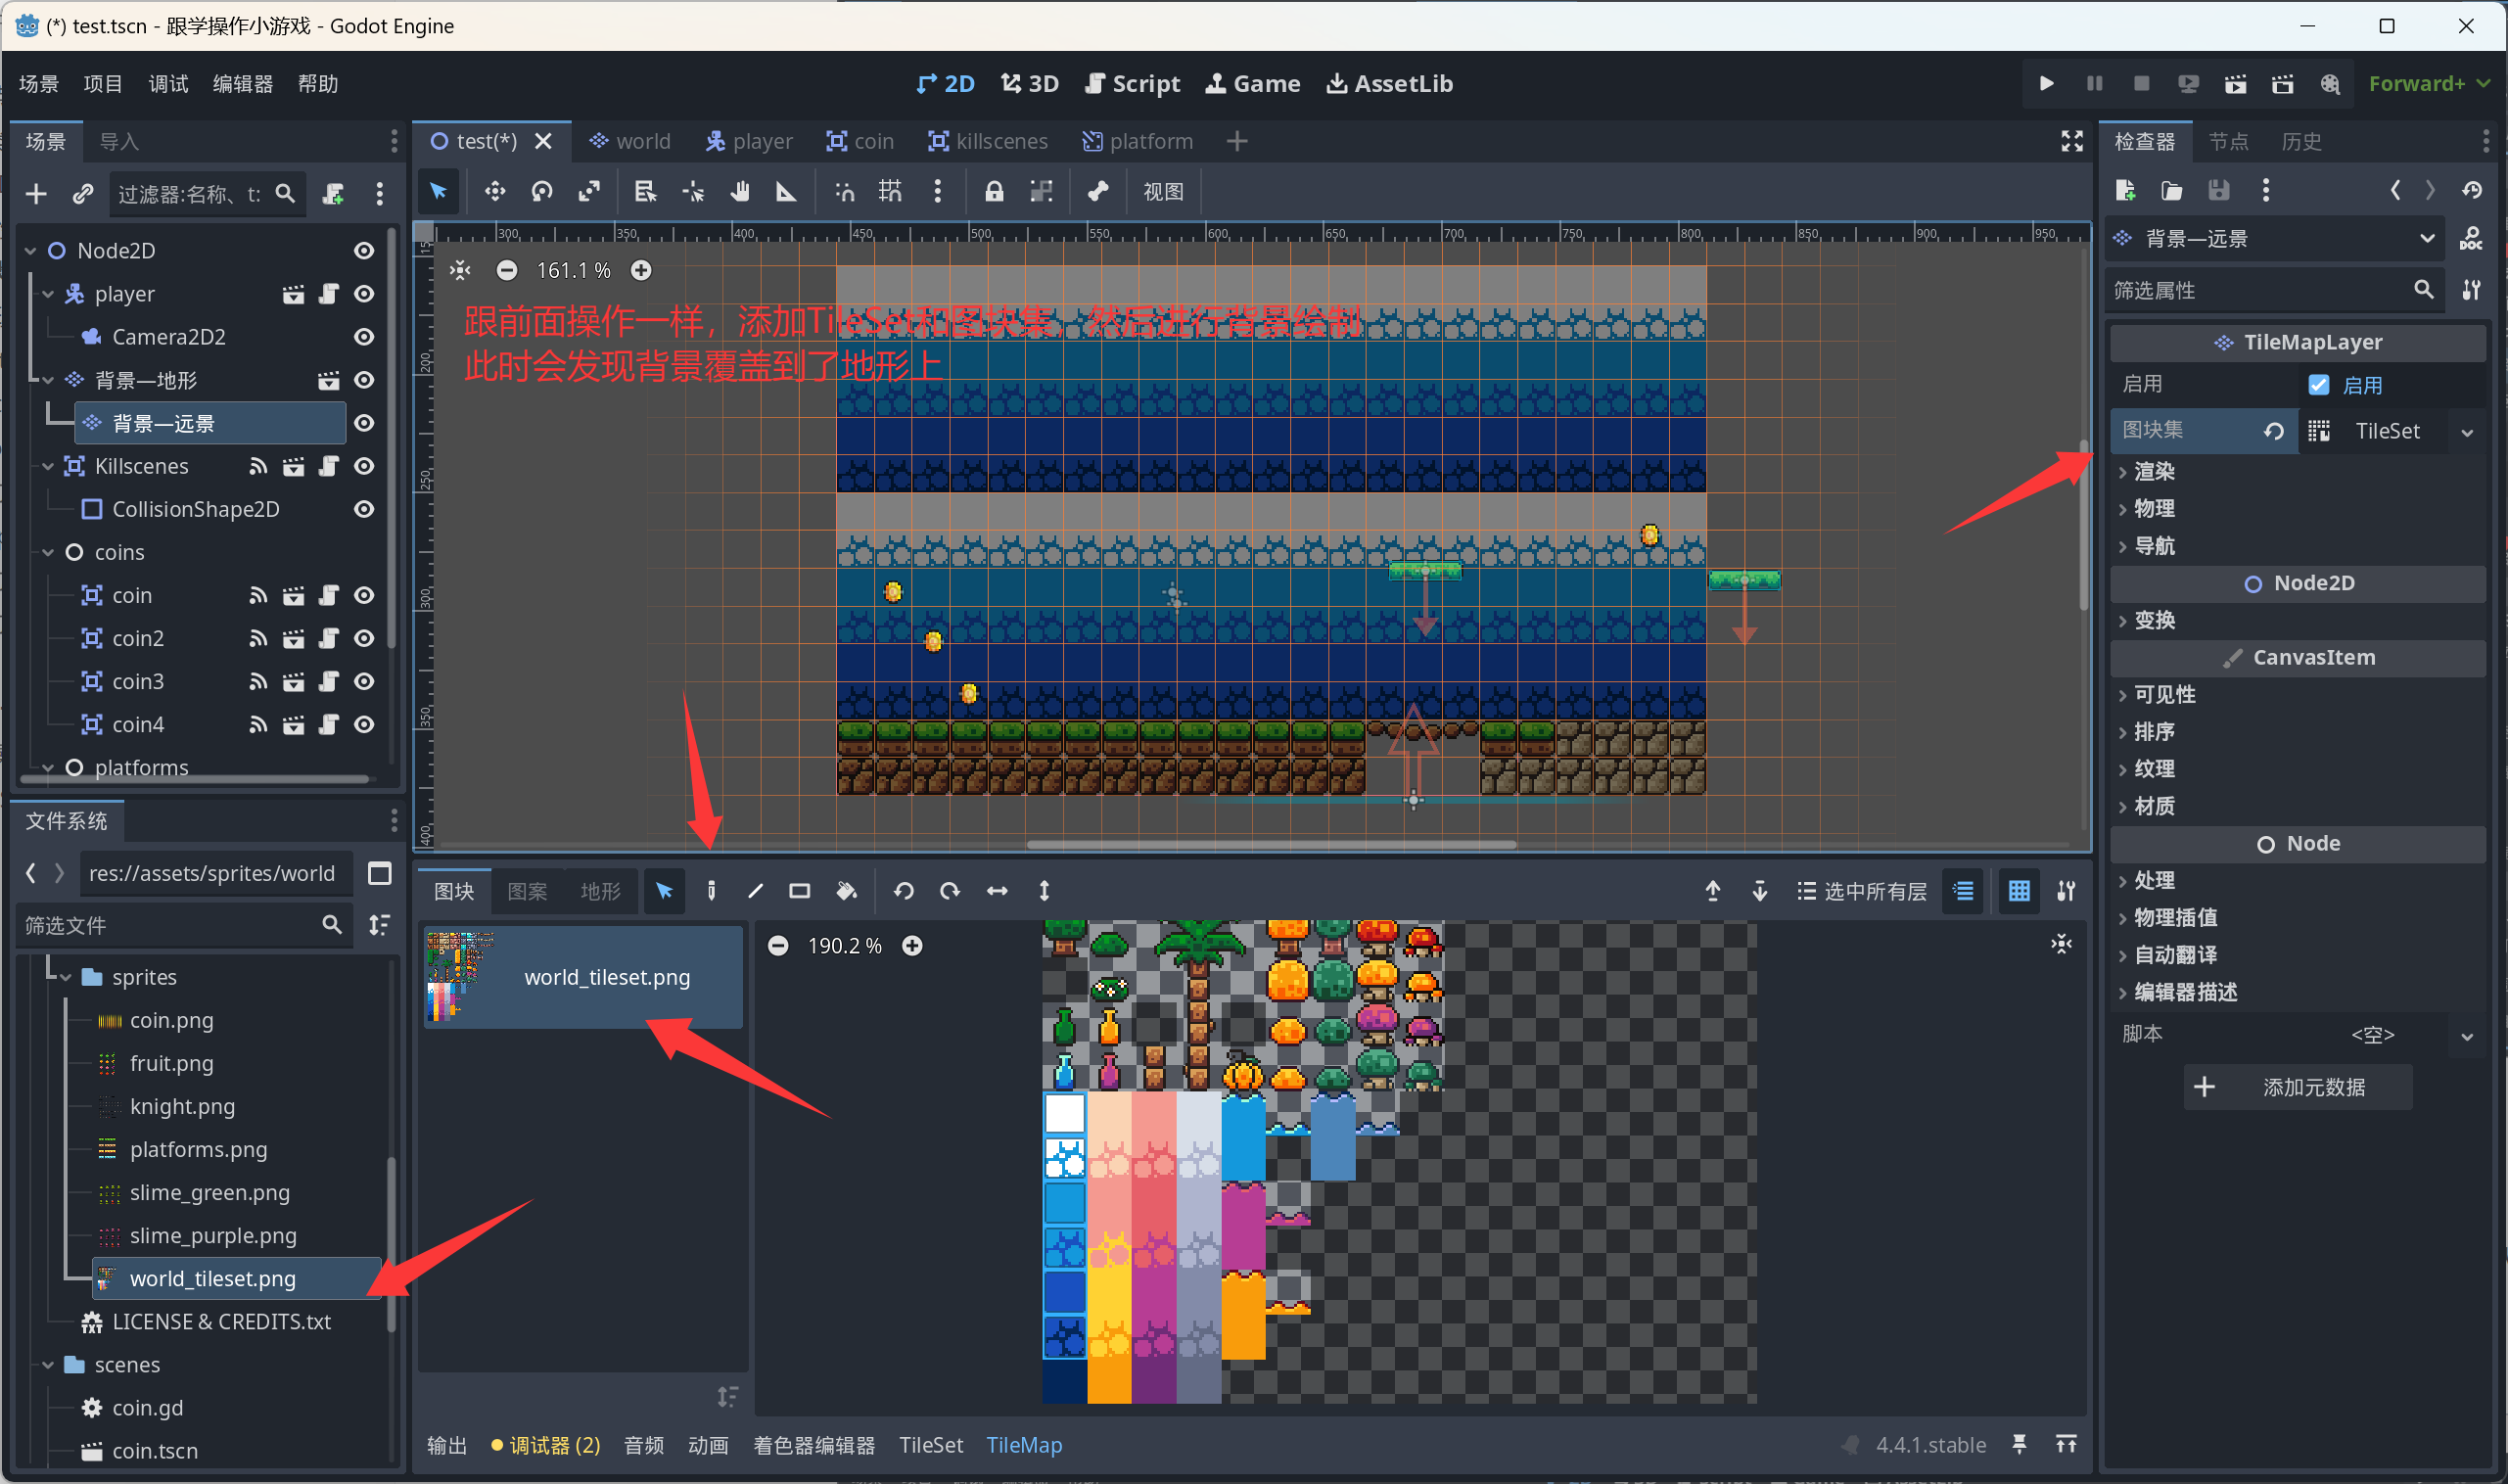 (*) test.tscn - 跟学操作小游戏 - Godot Engine
场景 项目 调试 编辑器 帮助
2D 3D Script Game AssetLib
Forward+
场景 导入
过滤器:名称、t:
Node2D
player
Camera2D2
背景—地形
背景—远景
Killscenes
CollisionShape2D
coins
coin
coin2
coin3
coin4
platforms
文件系统
res://assets/sprites/world
筛选文件
sprites
coin.png
fruit.png
knight.png
platforms.png
slime_green.png
slime_purple.png
world_tileset.png
LICENSE & CREDITS.txt
scenes
coin.gd
coin.tscn
test(*) world player coin killscenes platform
视图
300 350 400 450 500 550 600 650 700 750 800 850 900 950
200
250
300
350
400
161.1 %
跟前面操作一样，添加TileSet和图块集，然后进行背景绘制
此时会发现背景覆盖到了地形上
图块 图案 地形
选中所有层
world_tileset.png
190.2 %
输出 调试器 (2) 音频 动画 着色器编辑器 TileSet TileMap
4.4.1.stable
检查器 节点 历史
背景—远景
筛选属性
TileMapLayer
启用 启用
图块集 TileSet
渲染
物理
导航
Node2D
变换
CanvasItem
可见性
排序
纹理
材质
Node
处理
物理插值
自动翻译
编辑器描述
脚本 <空>
添加元数据